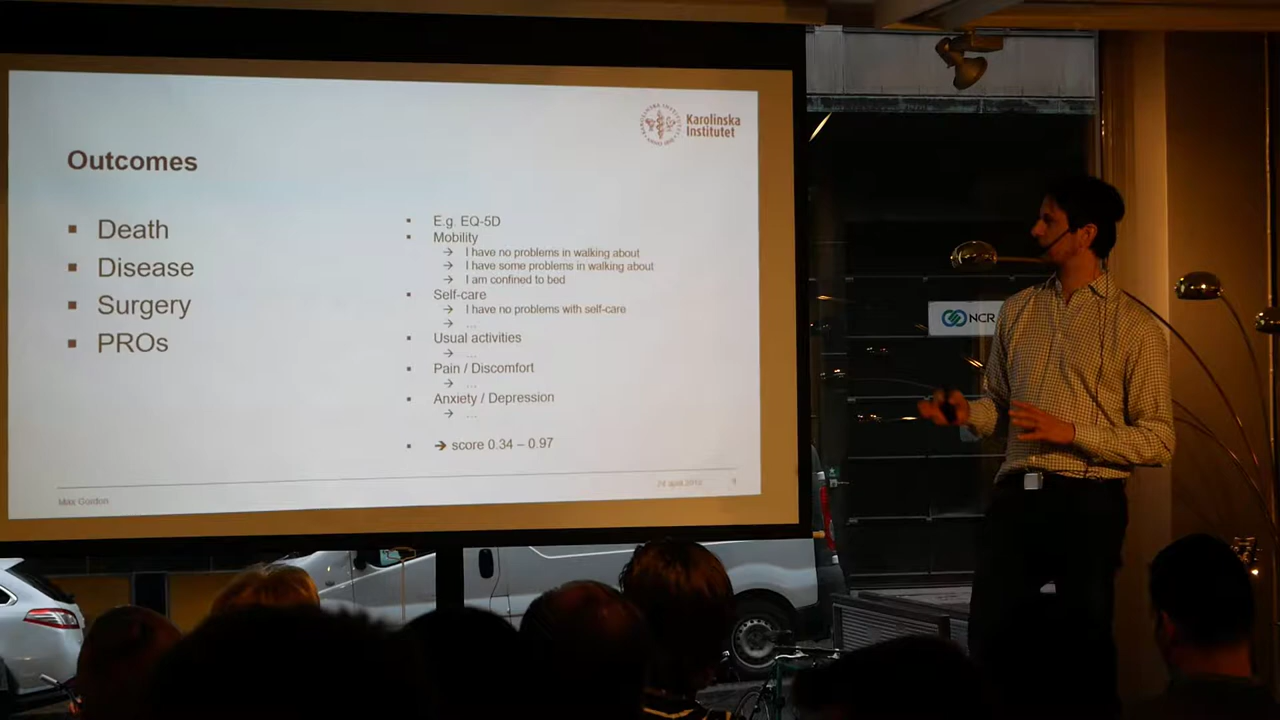 Karolinska
Institutet
Outcomes
Death
Disease
Surgery
PROs
E.g. EQ-5D
Mobility
→ I have no problems in walking about
→ I have some problems in walking about
→ I am confined to bed
Self-care
→ I have no problems with self-care
→ ...
Usual activities
→ ...
Pain / Discomfort
→ ...
Anxiety / Depression
→ ...
→ score 0.34 – 0.97
Max Gordon
NCR